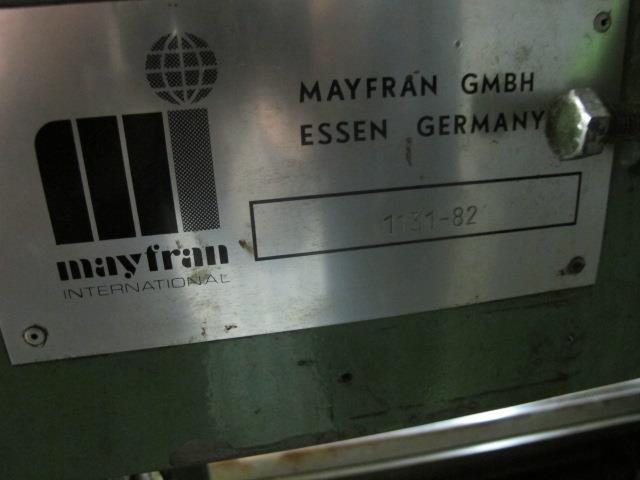 MAYFRAN GMBH
ESSEN GERMANY
1131-82
mayfran
INTERNATIONAL